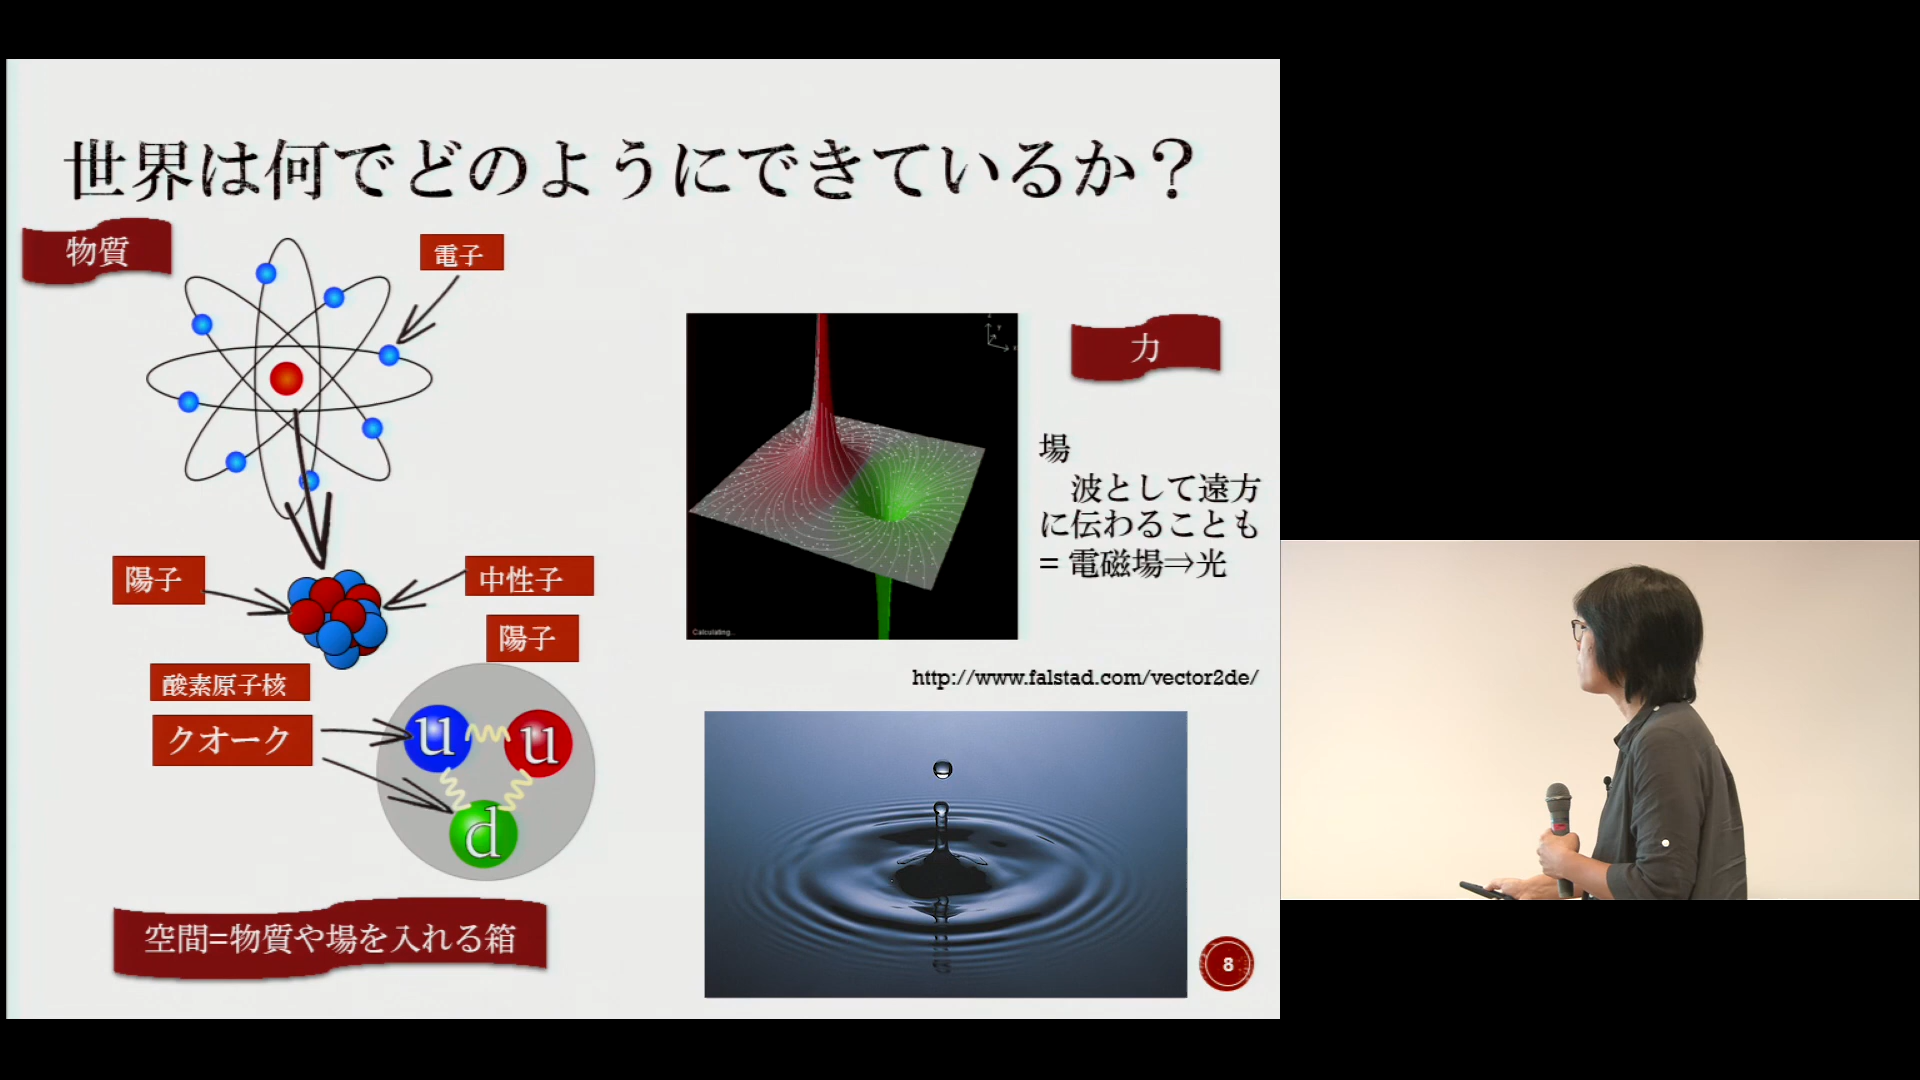 世界は何でどのようにできているか？
物質
電子
陽子
中性子
陽子
酸素原子核
クオーク
u
u
d
空間=物質や場を入れる箱
力
場
波として遠方
に伝わることも
= 電磁場⇒光
Calculating...
http://www.falstad.com/vector2de/
8